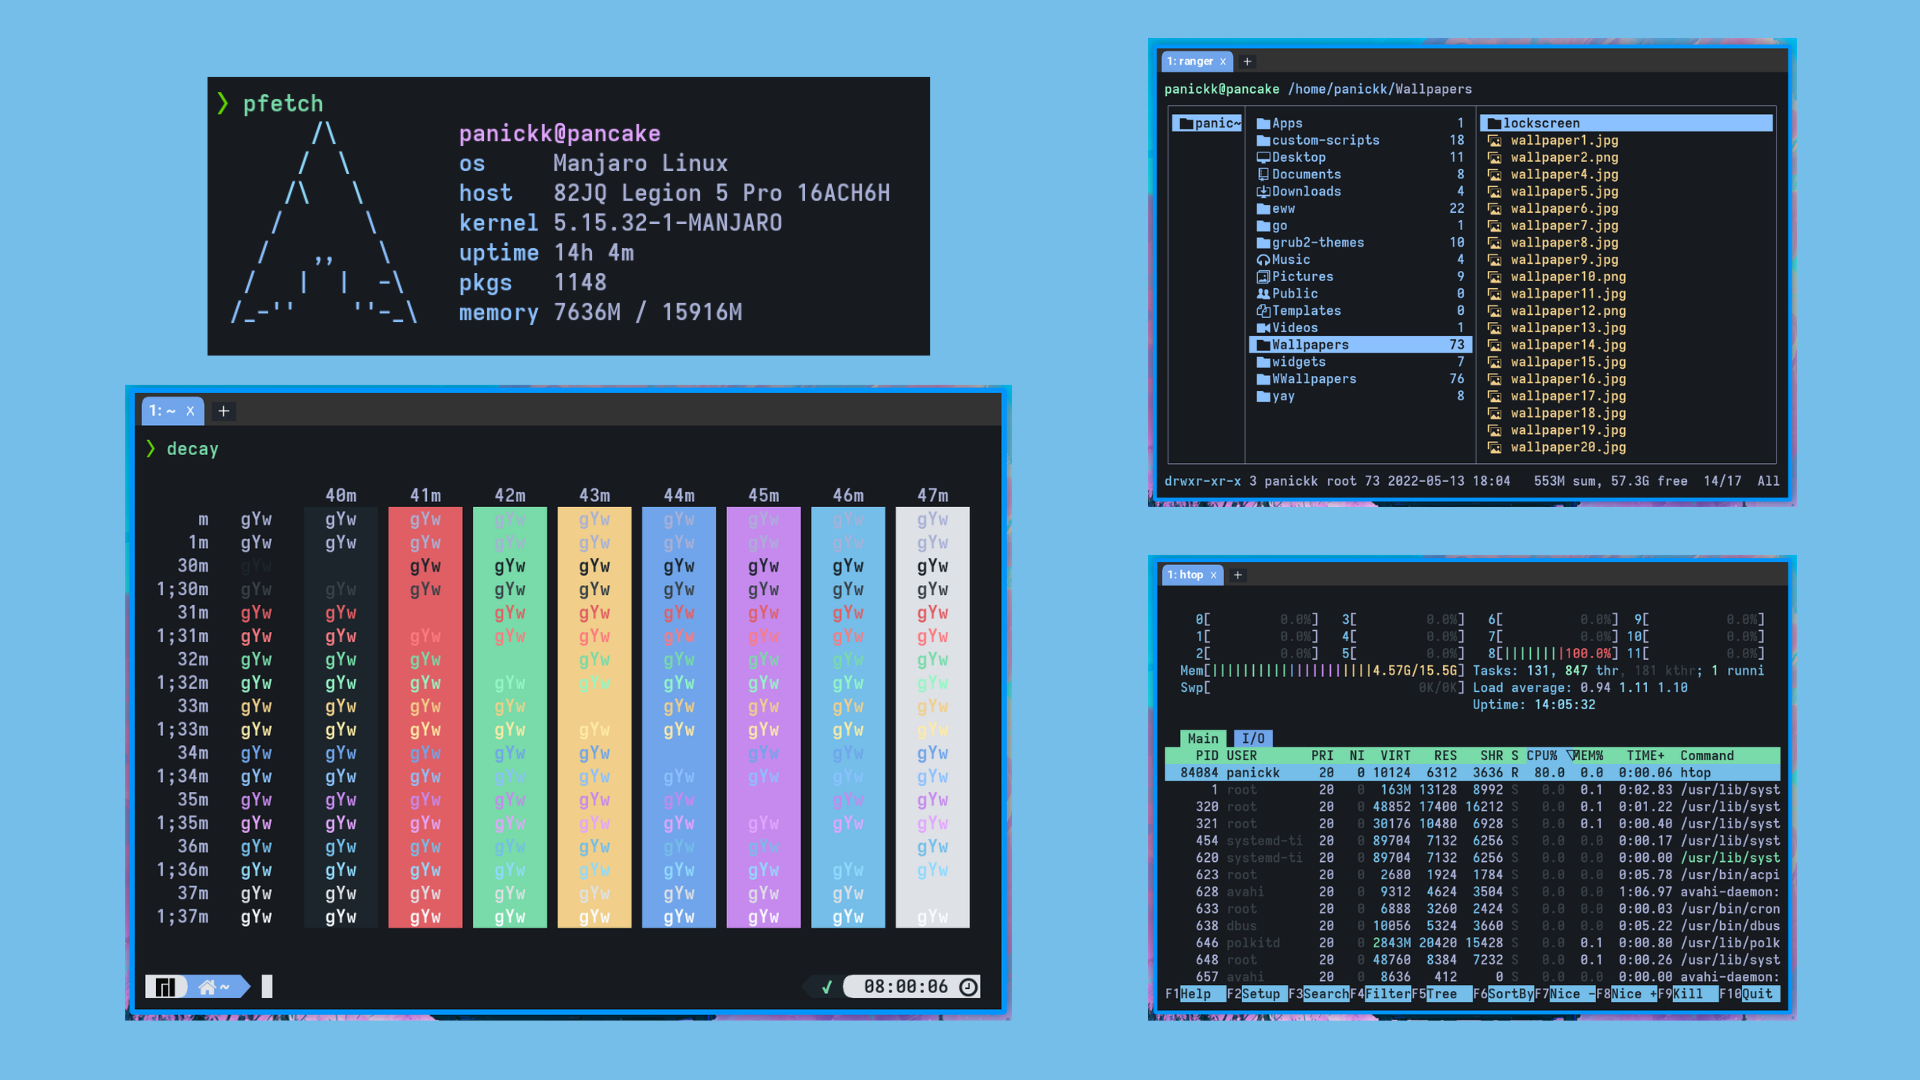 ❯ pfetch
panickk@pancake
os Manjaro Linux
host 82JQ Legion 5 Pro 16ACH6H
kernel 5.15.32-1-MANJARO
uptime 14h 4m
pkgs 1148
memory 7636M / 15916M
1: ~ x +
❯ decay
40m 41m 42m 43m 44m 45m 46m 47m
m gYw gYw gYw gYw gYw gYw gYw gYw gYw
1m gYw gYw gYw gYw gYw gYw gYw gYw gYw
30m gYw gYw gYw gYw gYw gYw gYw gYw
1;30m gYw gYw gYw gYw gYw gYw gYw gYw gYw
31m gYw gYw gYw gYw gYw gYw gYw gYw
1;31m gYw gYw gYw gYw gYw gYw gYw gYw gYw
32m gYw gYw gYw gYw gYw gYw gYw gYw
1;32m gYw gYw gYw gYw gYw gYw gYw gYw gYw
33m gYw gYw gYw gYw gYw gYw gYw gYw
1;33m gYw gYw gYw gYw gYw gYw gYw gYw gYw
34m gYw gYw gYw gYw gYw gYw gYw gYw
1;34m gYw gYw gYw gYw gYw gYw gYw gYw gYw
35m gYw gYw gYw gYw gYw gYw gYw gYw
1;35m gYw gYw gYw gYw gYw gYw gYw gYw gYw
36m gYw gYw gYw gYw gYw gYw gYw gYw
1;36m gYw gYw gYw gYw gYw gYw gYw gYw gYw
37m gYw gYw gYw gYw gYw gYw gYw gYw
1;37m gYw gYw gYw gYw gYw gYw gYw gYw gYw
~ ✓ 08:00:06
1: ranger x +
panickk@pancake /home/panickk/Wallpapers
panic~ Apps 1 lockscreen
custom-scripts 18 wallpaper1.jpg
Desktop 11 wallpaper2.png
Documents 8 wallpaper4.jpg
Downloads 4 wallpaper5.jpg
eww 22 wallpaper6.jpg
go 1 wallpaper7.jpg
grub2-themes 10 wallpaper8.jpg
Music 4 wallpaper9.jpg
Pictures 9 wallpaper10.png
Public 0 wallpaper11.jpg
Templates 0 wallpaper12.png
Videos 1 wallpaper13.jpg
Wallpapers 73 wallpaper14.jpg
widgets 7 wallpaper15.jpg
WWallpapers 76 wallpaper16.jpg
yay 8 wallpaper17.jpg
wallpaper18.jpg
wallpaper19.jpg
wallpaper20.jpg
drwxr-xr-x 3 panickk root 73 2022-05-13 18:04 553M sum, 57.3G free 14/17 All
1: htop x +
0[ 0.0%] 3[ 0.0%] 6[ 0.0%] 9[ 0.0%]
1[ 0.0%] 4[ 0.0%] 7[ 0.0%] 10[ 0.0%]
2[ 0.0%] 5[ 0.0%] 8[||||||||100.0%] 11[ 0.0%]
Mem[|||||||||||||||||||||4.57G/15.5G] Tasks: 131, 847 thr, 181 kthr; 1 runni
Swp[ 0K/0K] Load average: 0.94 1.11 1.10
Uptime: 14:05:32
Main I/O
PID USER PRI NI VIRT RES SHR S CPU% ▽MEM% TIME+ Command
84084 panickk 20 0 10124 6312 3636 R 80.0 0.0 0:00.06 htop
1 root 20 0 163M 13128 8992 S 0.0 0.1 0:02.83 /usr/lib/syst
320 root 20 0 48852 17400 16212 S 0.0 0.1 0:01.22 /usr/lib/syst
321 root 20 0 30176 10480 6928 S 0.0 0.1 0:00.40 /usr/lib/syst
454 systemd-ti 20 0 89704 7132 6256 S 0.0 0.0 0:00.17 /usr/lib/syst
620 systemd-ti 20 0 89704 7132 6256 S 0.0 0.0 0:00.00 /usr/lib/syst
623 root 20 0 2680 1924 1784 S 0.0 0.0 0:05.78 /usr/bin/acpi
628 avahi 20 0 9312 4624 3504 S 0.0 0.0 1:06.97 avahi-daemon:
633 root 20 0 6888 3260 2424 S 0.0 0.0 0:00.03 /usr/bin/cron
638 dbus 20 0 10056 5324 3660 S 0.0 0.0 0:05.22 /usr/bin/dbus
646 polkitd 20 0 2843M 20420 15428 S 0.0 0.1 0:00.80 /usr/lib/polk
648 root 20 0 48760 8384 7232 S 0.0 0.1 0:00.26 /usr/lib/syst
657 avahi 20 0 8636 412 0 S 0.0 0.0 0:00.00 avahi-daemon:
F1Help F2Setup F3SearchF4FilterF5Tree F6SortByF7Nice -F8Nice +F9Kill F10Quit